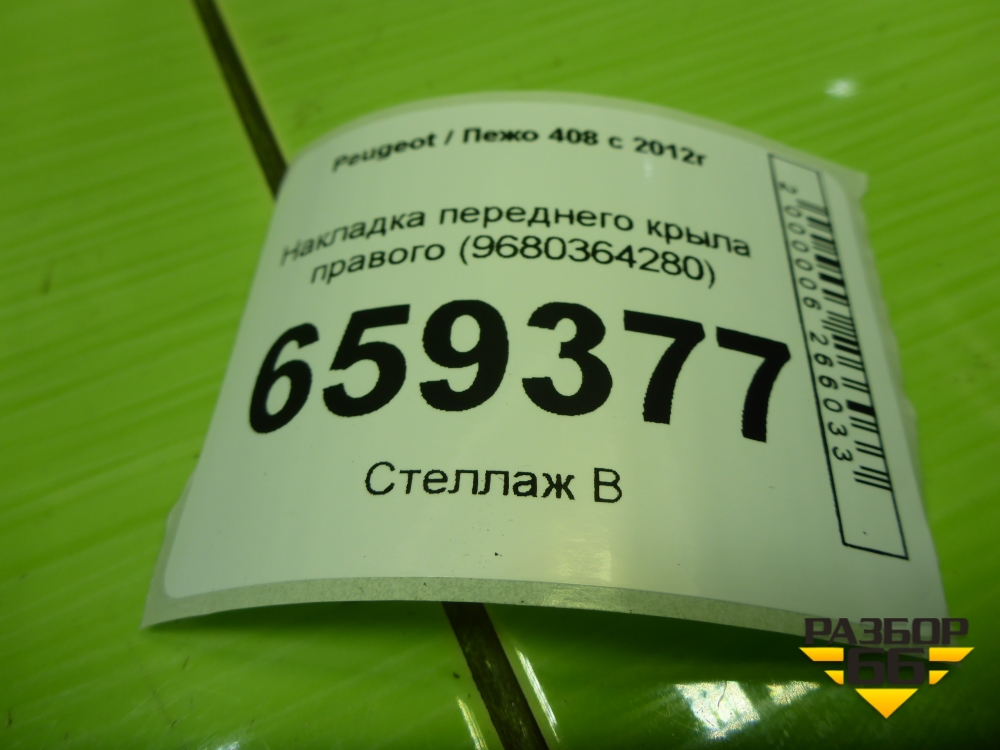 Peugeot / Пежо 408 с 2012г
Накладка переднего крыла
правого (9680364280)
659377
Стеллаж В
2000006266033
РАЗБОР
66